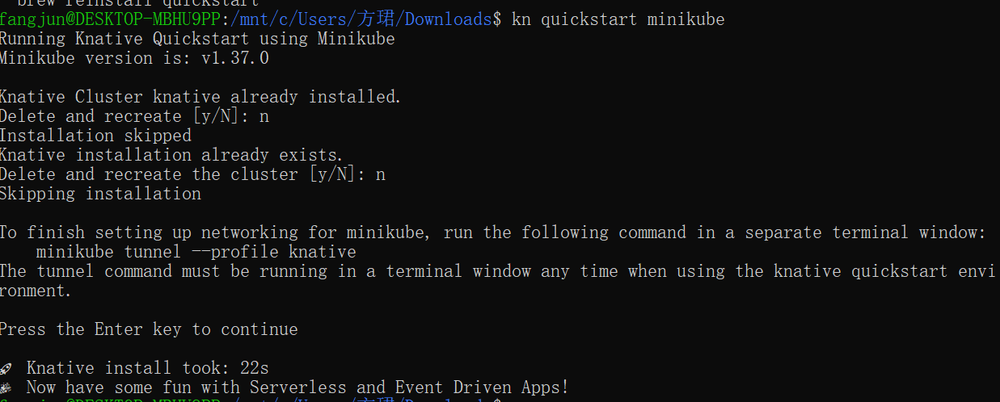 brew reinstall quickstart
fangjun@DESKTOP-MBHU9PP:/mnt/c/Users/方珺/Downloads$ kn quickstart minikube
Running Knative Quickstart using Minikube
Minikube version is: v1.37.0
Knative Cluster knative already installed.
Delete and recreate [y/N]: n
Installation skipped
Knative installation already exists.
Delete and recreate the cluster [y/N]: n
Skipping installation
To finish setting up networking for minikube, run the following command in a separate terminal window:
minikube tunnel --profile knative
The tunnel command must be running in a terminal window any time when using the knative quickstart envi
ronment.
Press the Enter key to continue
🚀 Knative install took: 22s
🎉 Now have some fun with Serverless and Event Driven Apps!